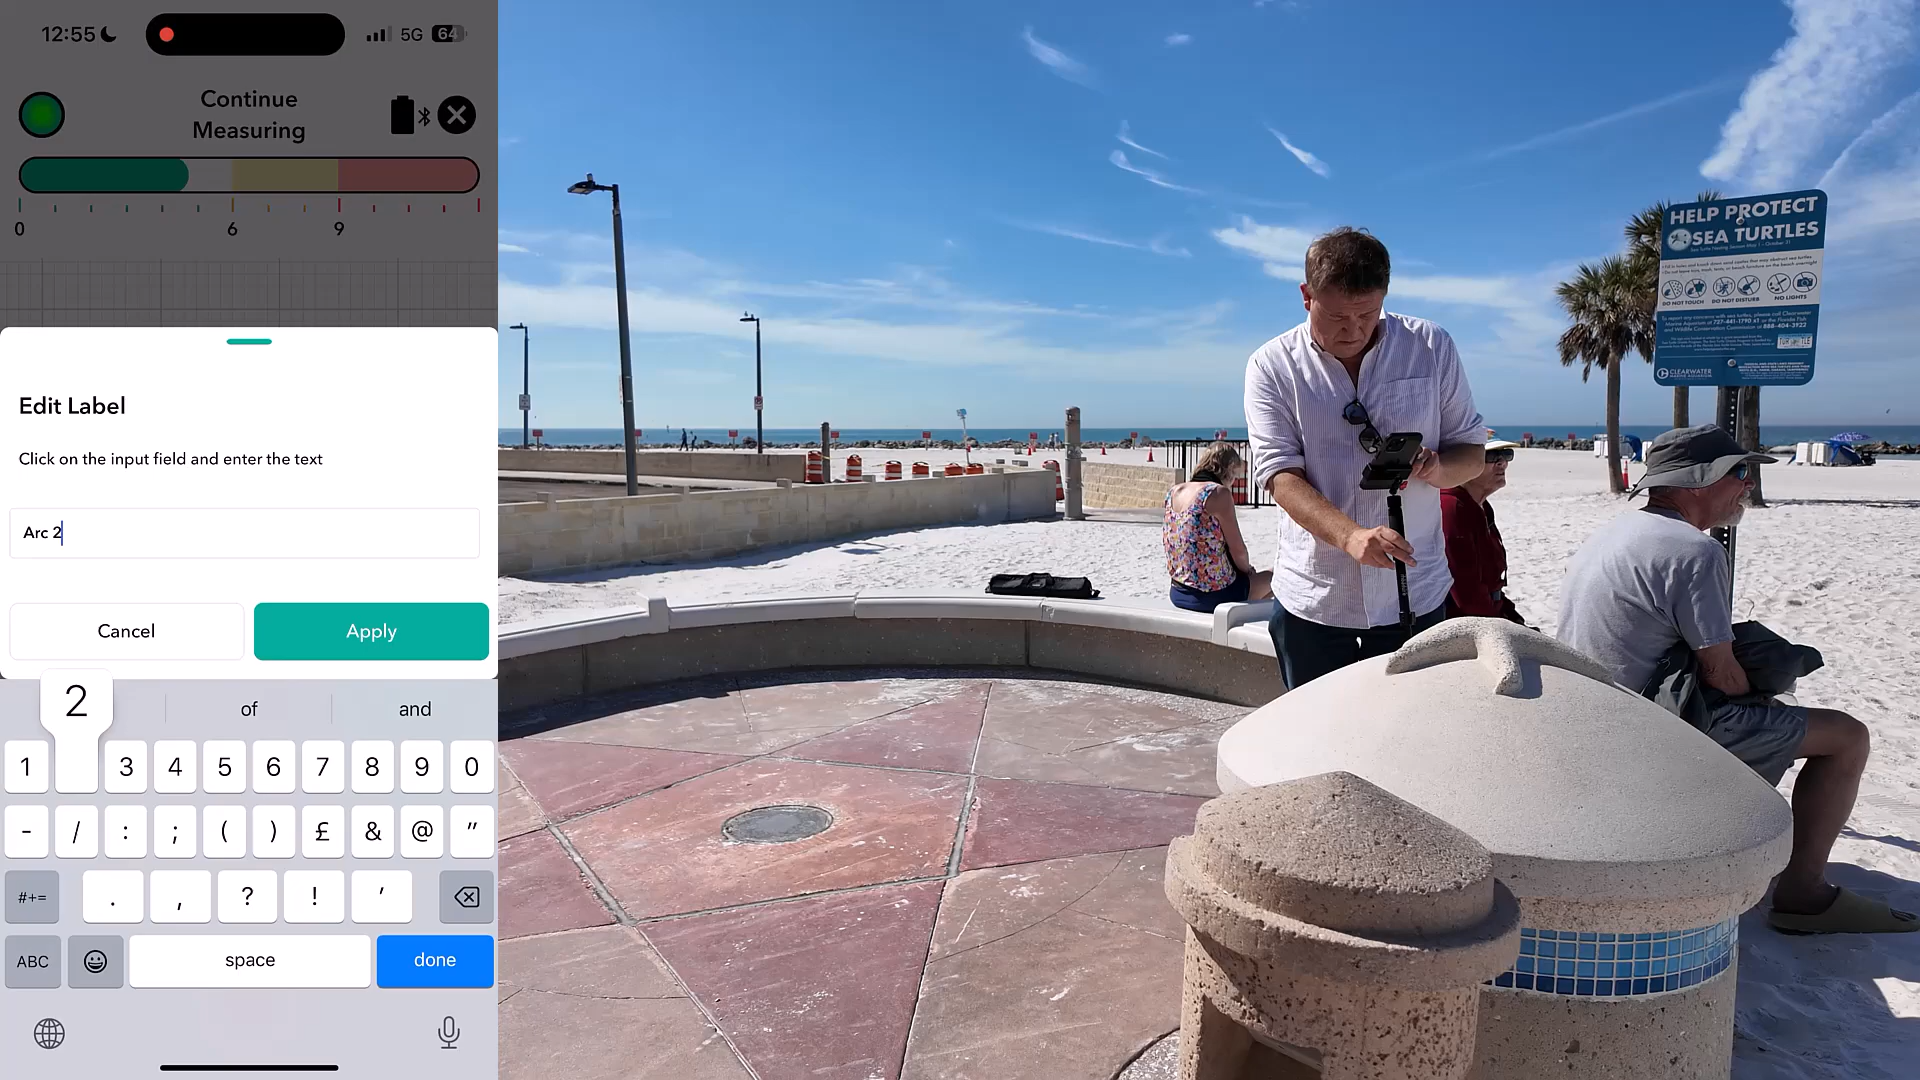 12:55
5G
64
Continue
Measuring
0
6
9
Edit Label
Click on the input field and enter the text
Arc 2
Cancel
Apply
2
of
and
1
3
4
5
6
7
8
9
0
-
/
:
;
(
)
£
&
@
"
#+=
.
,
?
!
'
ABC
space
done
HELP PROTECT
SEA TURTLES
DO NOT TOUCH
DO NOT DISTURB
NO LIGHTS
CLEARWATER